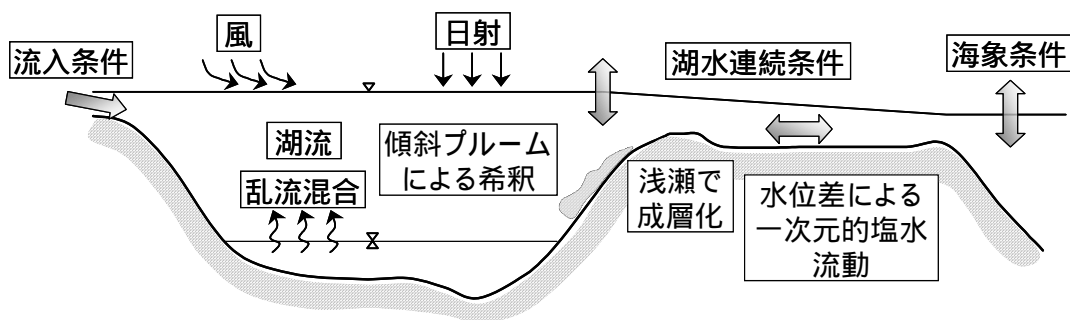 風
日射
流入条件
湖水連続条件
海象条件
湖流
傾斜プルーム
による希釈
乱流混合
浅瀬で
成層化
水位差による
一次元的塩水
流動